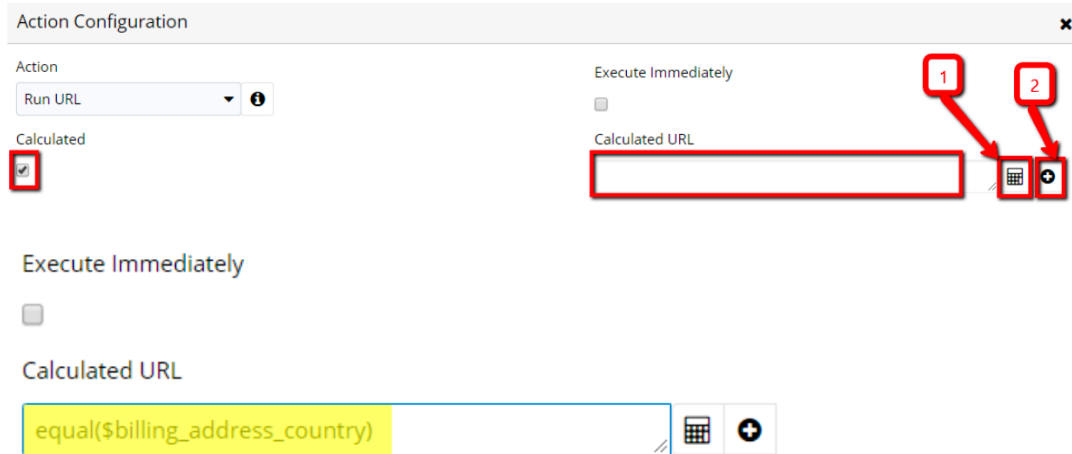 Action Configuration
Action
Execute Immediately
1
2
Run URL
Calculated
Calculated URL
Execute Immediately
Calculated URL
equal($billing_address_country)